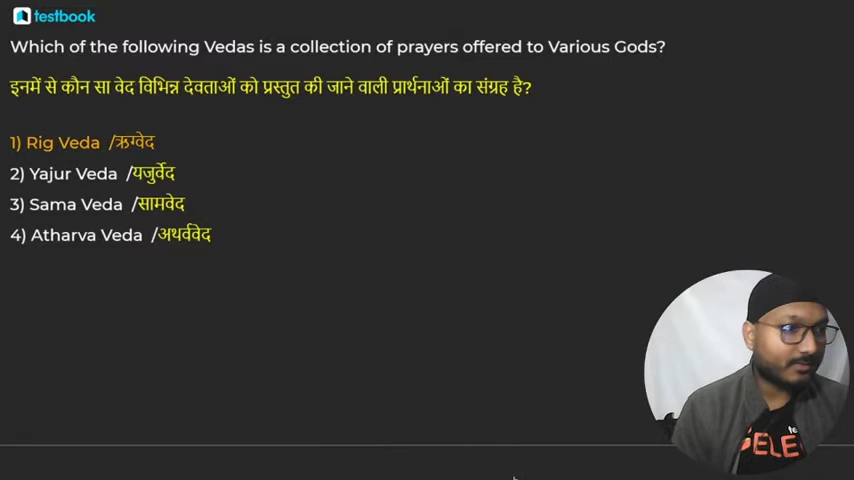 testbook
Which of the following Vedas is a collection of prayers offered to Various Gods?
इनमें से कौन सा वेद विभिन्न देवताओं को प्रस्तुत की जाने वाली प्रार्थनाओं का संग्रह है?
1) Rig Veda /ऋग्वेद
2) Yajur Veda /यजुर्वेद
3) Sama Veda /सामवेद
4) Atharva Veda /अथर्ववेद